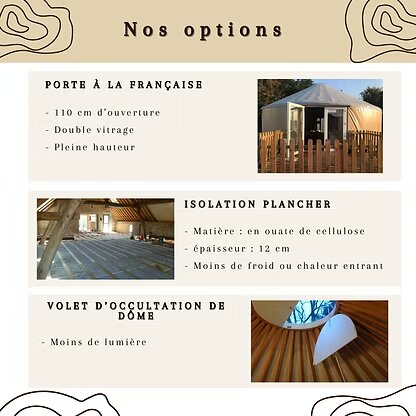 Nos options
PORTE À LA FRANÇAISE
- 110 cm d'ouverture
- Double vitrage
- Pleine hauteur
ISOLATION PLANCHER
- Matière : en ouate de cellulose
- épaisseur : 12 cm
- Moins de froid ou chaleur entrant
VOLET D'OCCULTATION DE
DÔME
- Moins de lumière